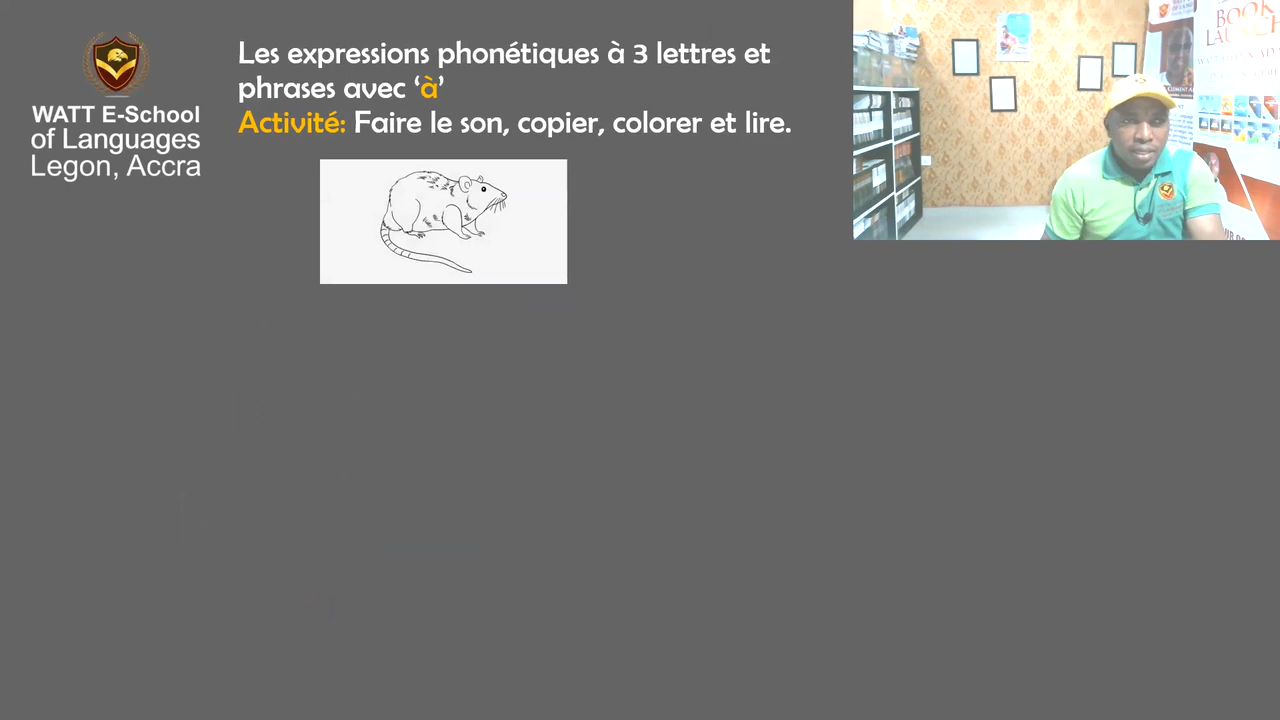 WATT E-School
of Languages
Legon, Accra
Les expressions phonétiques à 3 lettres et
phrases avec ‘à’
Activité: Faire le son, copier, colorer et lire.
BOOK